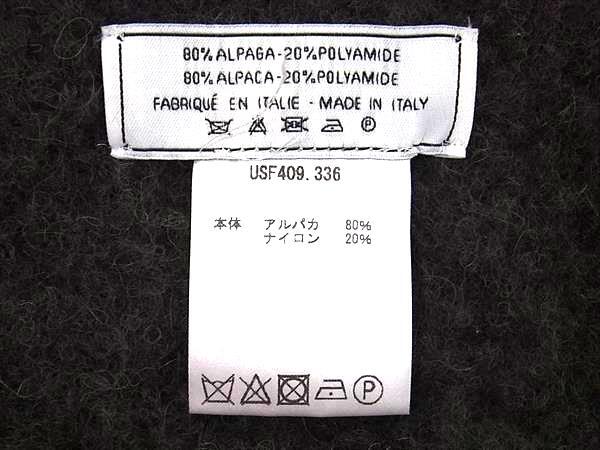 80% ALPAGA-20%POLYAMIDE
80% ALPACA-20%POLYAMIDE
FABRIQUÉ EN ITALIE - MADE IN ITALY
P
USF409.336
本体 アルパカ 80%
ナイロン 20%
P